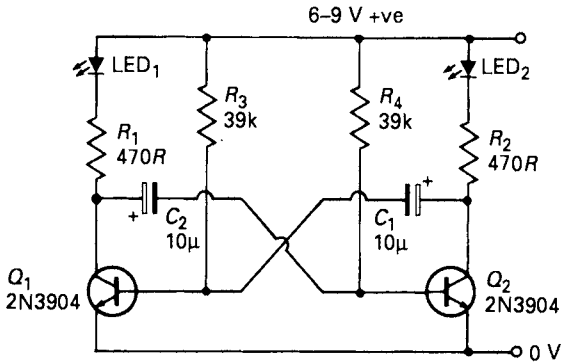 6–9 V +ve
LED1
R3
39k
R4
39k
LED2
R1
470R
R2
470R
+
C2
10μ
C1
10μ
+
Q1
2N3904
Q2
2N3904
0 V